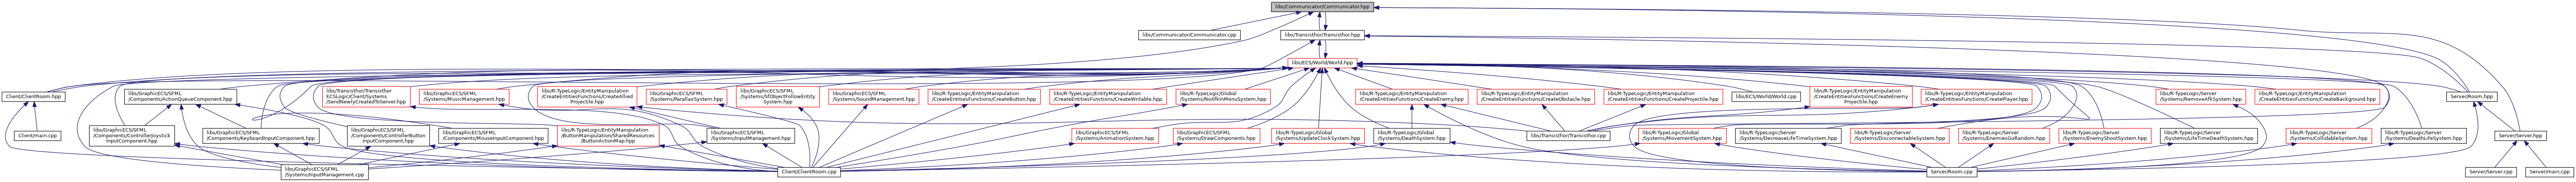 libs/Communicator/Communicator.hpp
libs/Communicator/Communicator.cpp
libs/Transisthor/Transisthor.hpp
libs/ECS/World/World.hpp
Client/ClientRoom.hpp
libs/GraphicECS/SFML
/Components/ActionQueueComponent.hpp
libs/Transisthor/Transisthor
ECSLogic/Client/Systems
/SendNewlyCreatedToServer.hpp
libs/GraphicECS/SFML
/Systems/MusicManagement.hpp
libs/R-TypeLogic/EntityManipulation
/CreateEntitiesFunctions/CreateAllied
Projectile.hpp
libs/GraphicECS/SFML
/Systems/ParallaxSystem.hpp
libs/GraphicECS/SFML
/Systems/SfObjectFollowEntity
System.hpp
libs/GraphicECS/SFML
/Systems/SoundManagement.hpp
libs/R-TypeLogic/EntityManipulation
/CreateEntitiesFunctions/CreateButton.hpp
libs/R-TypeLogic/EntityManipulation
/CreateEntitiesFunctions/CreateWritable.hpp
libs/R-TypeLogic/Global
/Systems/NoAfkInMenuSystem.hpp
libs/R-TypeLogic/EntityManipulation
/CreateEntitiesFunctions/CreateEnemy.hpp
libs/R-TypeLogic/EntityManipulation
/CreateEntitiesFunctions/CreateObstacle.hpp
libs/R-TypeLogic/EntityManipulation
/CreateEntitiesFunctions/CreateProjectile.hpp
libs/ECS/World/World.cpp
libs/R-TypeLogic/EntityManipulation
/CreateEntitiesFunctions/CreateEnemy
Projectile.hpp
libs/R-TypeLogic/EntityManipulation
/CreateEntitiesFunctions/CreatePlayer.hpp
libs/R-TypeLogic/Server
/Systems/RemoveAfkSystem.hpp
libs/R-TypeLogic/EntityManipulation
/CreateEntitiesFunctions/CreateBackground.hpp
Server/Room.hpp
Client/main.cpp
libs/GraphicECS/SFML
/Components/ControllerJoystick
InputComponent.hpp
libs/GraphicECS/SFML
/Components/KeyboardInputComponent.hpp
libs/GraphicECS/SFML
/Components/ControllerButton
InputComponent.hpp
libs/GraphicECS/SFML
/Components/MouseInputComponent.hpp
libs/R-TypeLogic/EntityManipulation
/ButtonManipulation/SharedResources
/ButtonActionMap.hpp
libs/GraphicECS/SFML
/Systems/InputManagement.hpp
libs/GraphicECS/SFML
/Systems/AnimationSystem.hpp
libs/GraphicECS/SFML
/Systems/DrawComponents.hpp
libs/R-TypeLogic/Global
/Systems/UpdateClockSystem.hpp
libs/R-TypeLogic/Global
/Systems/DeathSystem.hpp
libs/Transisthor/Transisthor.cpp
libs/R-TypeLogic/Global
/Systems/MovementSystem.hpp
libs/R-TypeLogic/Server
/Systems/DecreaseLifeTimeSystem.hpp
libs/R-TypeLogic/Server
/Systems/DisconnectableSystem.hpp
libs/R-TypeLogic/Server
/Systems/EnemiesGoRandom.hpp
libs/R-TypeLogic/Server
/Systems/EnemyShootSystem.hpp
libs/R-TypeLogic/Server
/Systems/LifeTimeDeathSystem.hpp
libs/R-TypeLogic/Server
/Systems/CollidableSystem.hpp
libs/R-TypeLogic/Server
/Systems/DeathLifeSystem.hpp
Server/Server.hpp
libs/GraphicECS/SFML
/Systems/InputManagement.cpp
Client/ClientRoom.cpp
Server/Room.cpp
Server/Server.cpp
Server/main.cpp